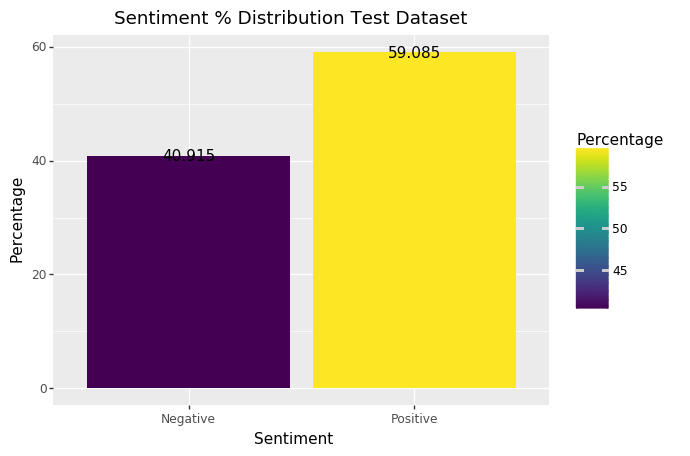 Sentiment % Distribution Test Dataset
60
59.085
Percentage
55
40
40.915
50
45
Percentage
20
0
Negative
Positive
Sentiment